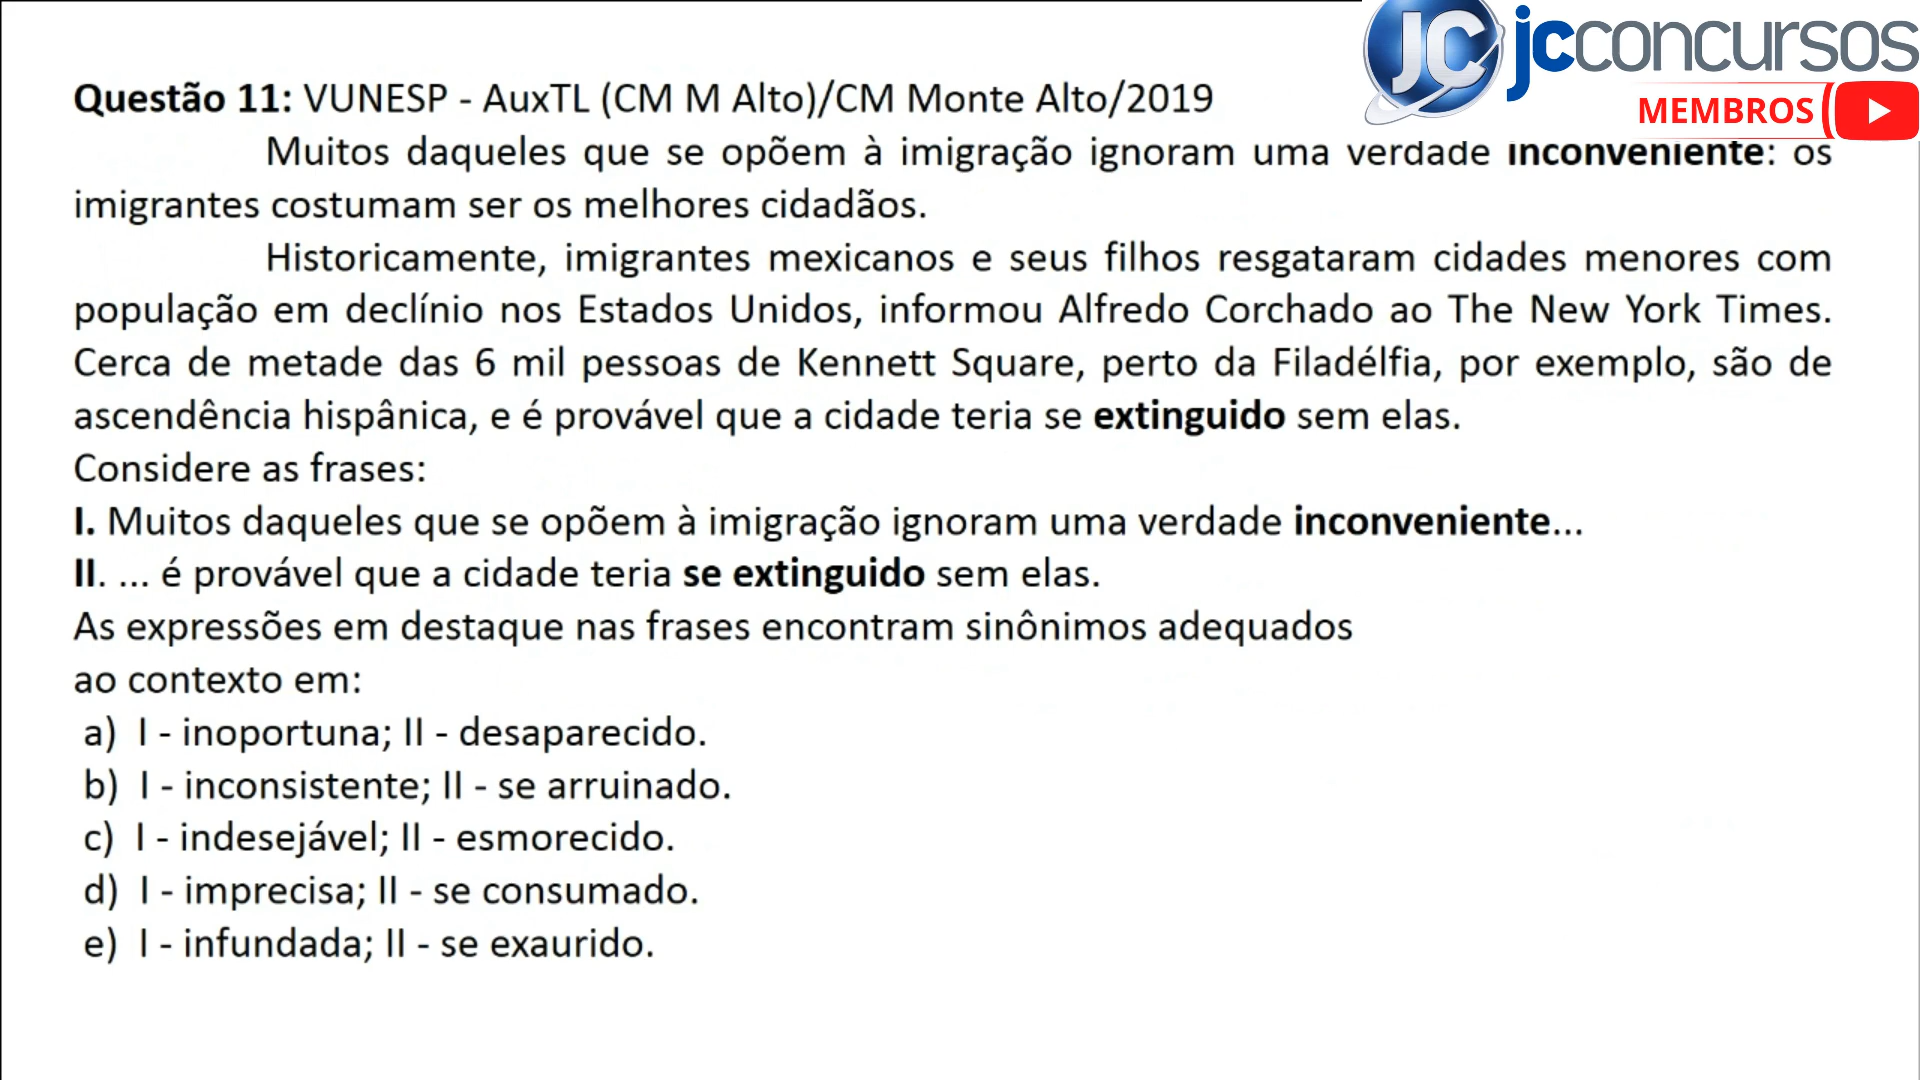 JC jcconcursos
MEMBROS
Questão 11: VUNESP - AuxTL (CM M Alto)/CM Monte Alto/2019
Muitos daqueles que se opõem à imigração ignoram uma verdade inconveniente: os
imigrantes costumam ser os melhores cidadãos.
Historicamente, imigrantes mexicanos e seus filhos resgataram cidades menores com
população em declínio nos Estados Unidos, informou Alfredo Corchado ao The New York Times.
Cerca de metade das 6 mil pessoas de Kennett Square, perto da Filadélfia, por exemplo, são de
ascendência hispânica, e é provável que a cidade teria se extinguido sem elas.
Considere as frases:
I. Muitos daqueles que se opõem à imigração ignoram uma verdade inconveniente...
II. ... é provável que a cidade teria se extinguido sem elas.
As expressões em destaque nas frases encontram sinônimos adequados
ao contexto em:
a) I - inoportuna; II - desaparecido.
b) I - inconsistente; II - se arruinado.
c) I - indesejável; II - esmorecido.
d) I - imprecisa; II - se consumado.
e) I - infundada; II - se exaurido.